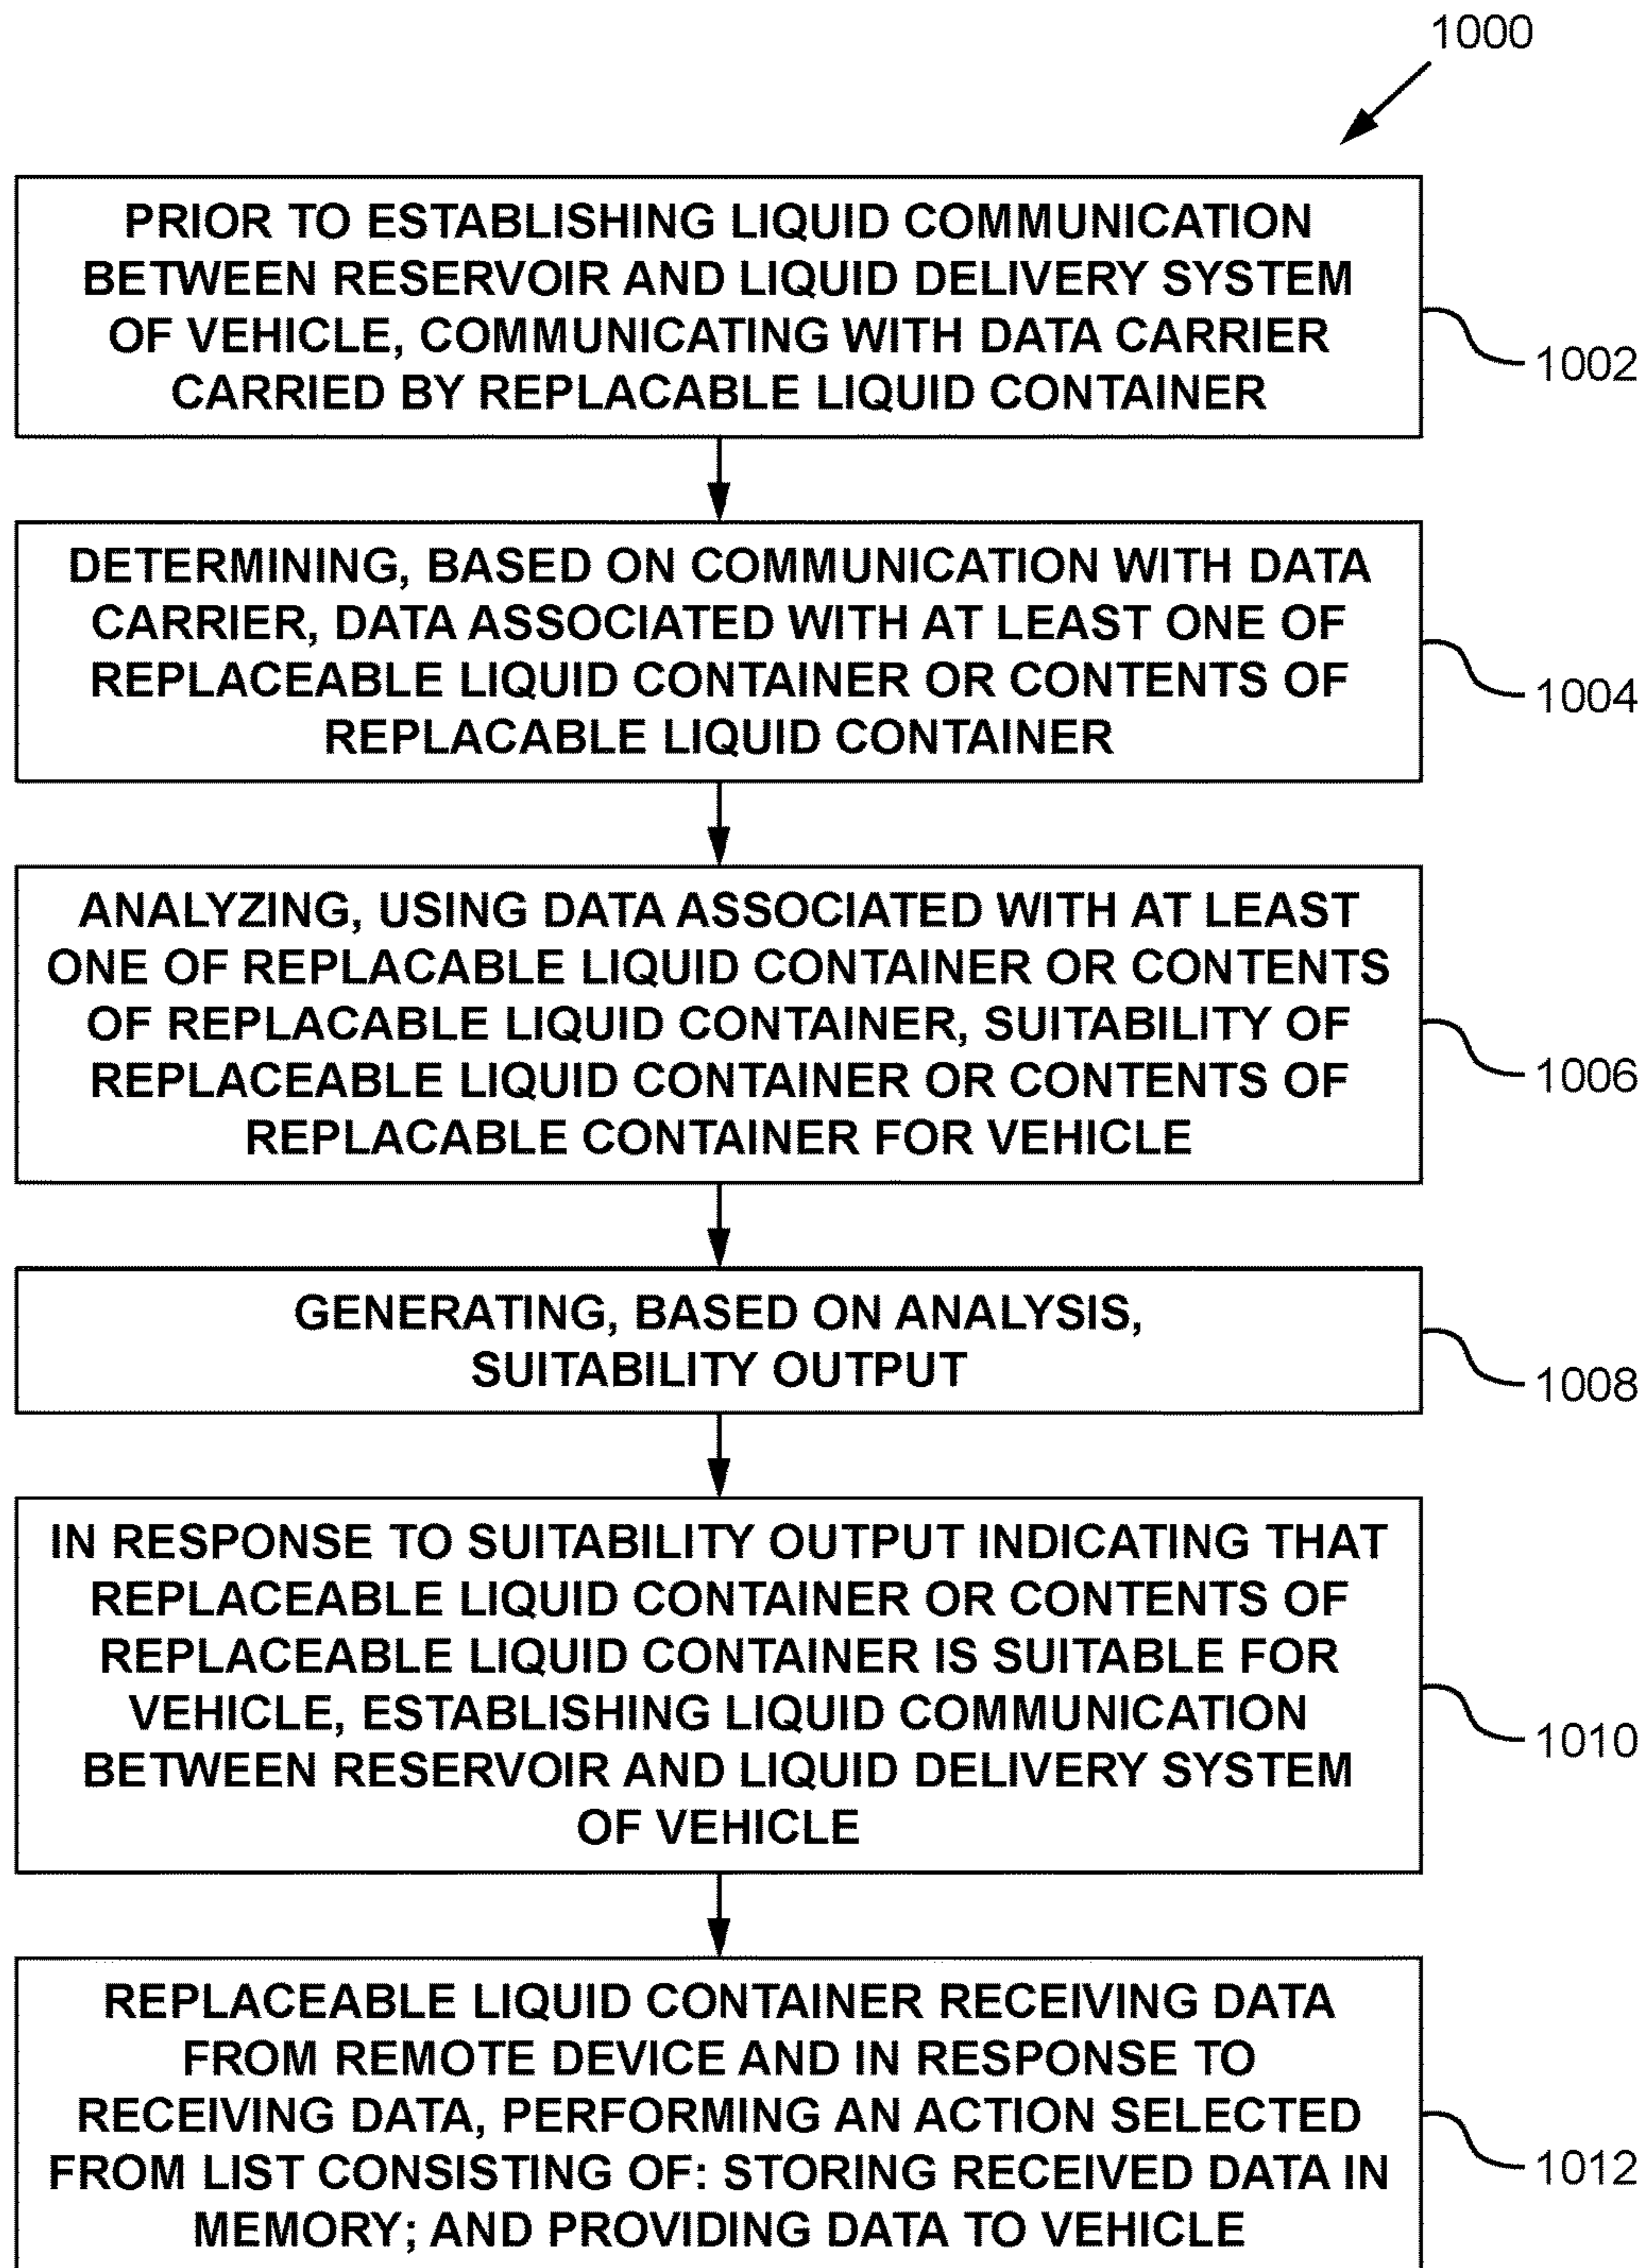 1000
PRIOR TO ESTABLISHING LIQUID COMMUNICATION
BETWEEN RESERVOIR AND LIQUID DELIVERY SYSTEM
OF VEHICLE, COMMUNICATING WITH DATA CARRIER
CARRIED BY REPLACABLE LIQUID CONTAINER
1002
DETERMINING, BASED ON COMMUNICATION WITH DATA
CARRIER, DATA ASSOCIATED WITH AT LEAST ONE OF
REPLACEABLE LIQUID CONTAINER OR CONTENTS OF
REPLACABLE LIQUID CONTAINER
1004
ANALYZING, USING DATA ASSOCIATED WITH AT LEAST
ONE OF REPLACABLE LIQUID CONTAINER OR CONTENTS
OF REPLACABLE LIQUID CONTAINER, SUITABILITY OF
REPLACEABLE LIQUID CONTAINER OR CONTENTS OF
REPLACABLE CONTAINER FOR VEHICLE
1006
GENERATING, BASED ON ANALYSIS,
SUITABILITY OUTPUT
1008
IN RESPONSE TO SUITABILITY OUTPUT INDICATING THAT
REPLACEABLE LIQUID CONTAINER OR CONTENTS OF
REPLACEABLE LIQUID CONTAINER IS SUITABLE FOR
VEHICLE, ESTABLISHING LIQUID COMMUNICATION
BETWEEN RESERVOIR AND LIQUID DELIVERY SYSTEM
OF VEHICLE
1010
REPLACEABLE LIQUID CONTAINER RECEIVING DATA
FROM REMOTE DEVICE AND IN RESPONSE TO
RECEIVING DATA, PERFORMING AN ACTION SELECTED
FROM LIST CONSISTING OF: STORING RECEIVED DATA IN
MEMORY; AND PROVIDING DATA TO VEHICLE
1012